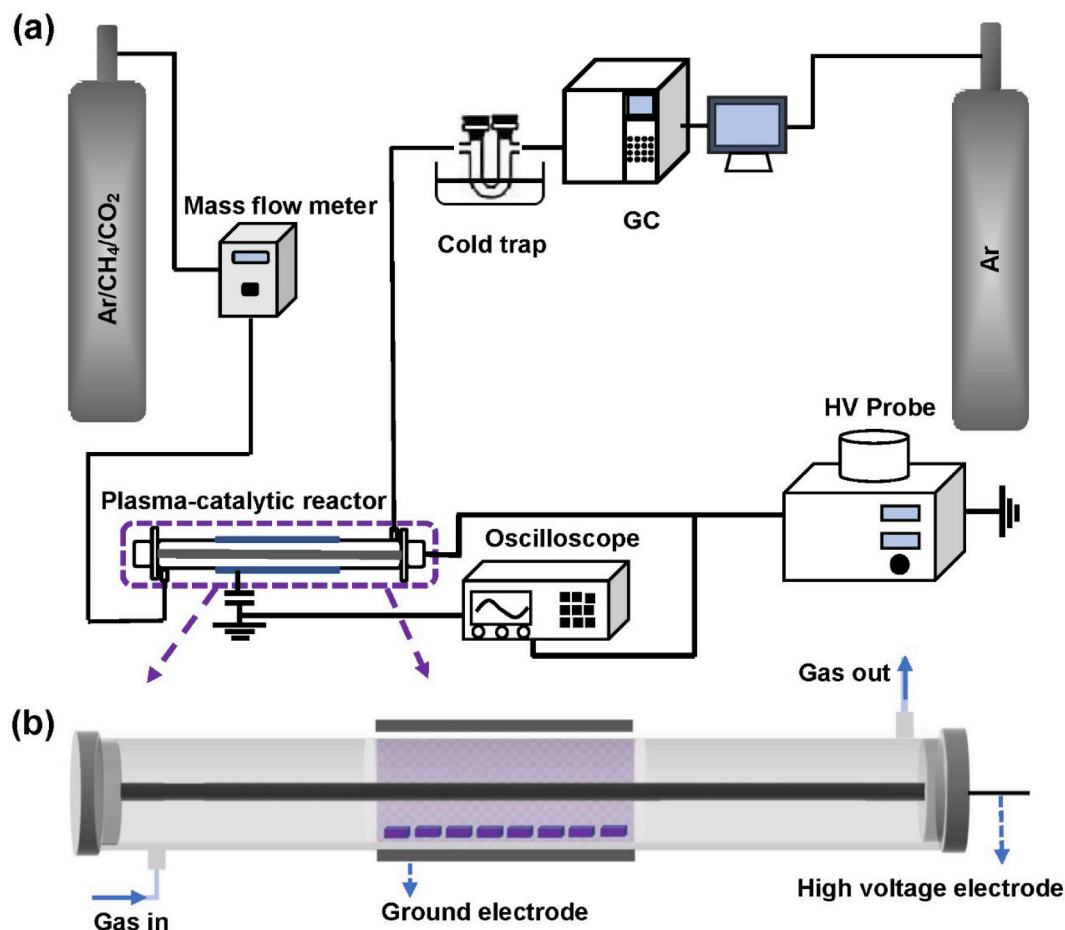 (a)
Ar/CH₄/CO₂
Mass flow meter
Cold trap
GC
Ar
HV Probe
Plasma-catalytic reactor
Oscilloscope
(b)
Gas out
Gas in
Ground electrode
High voltage electrode